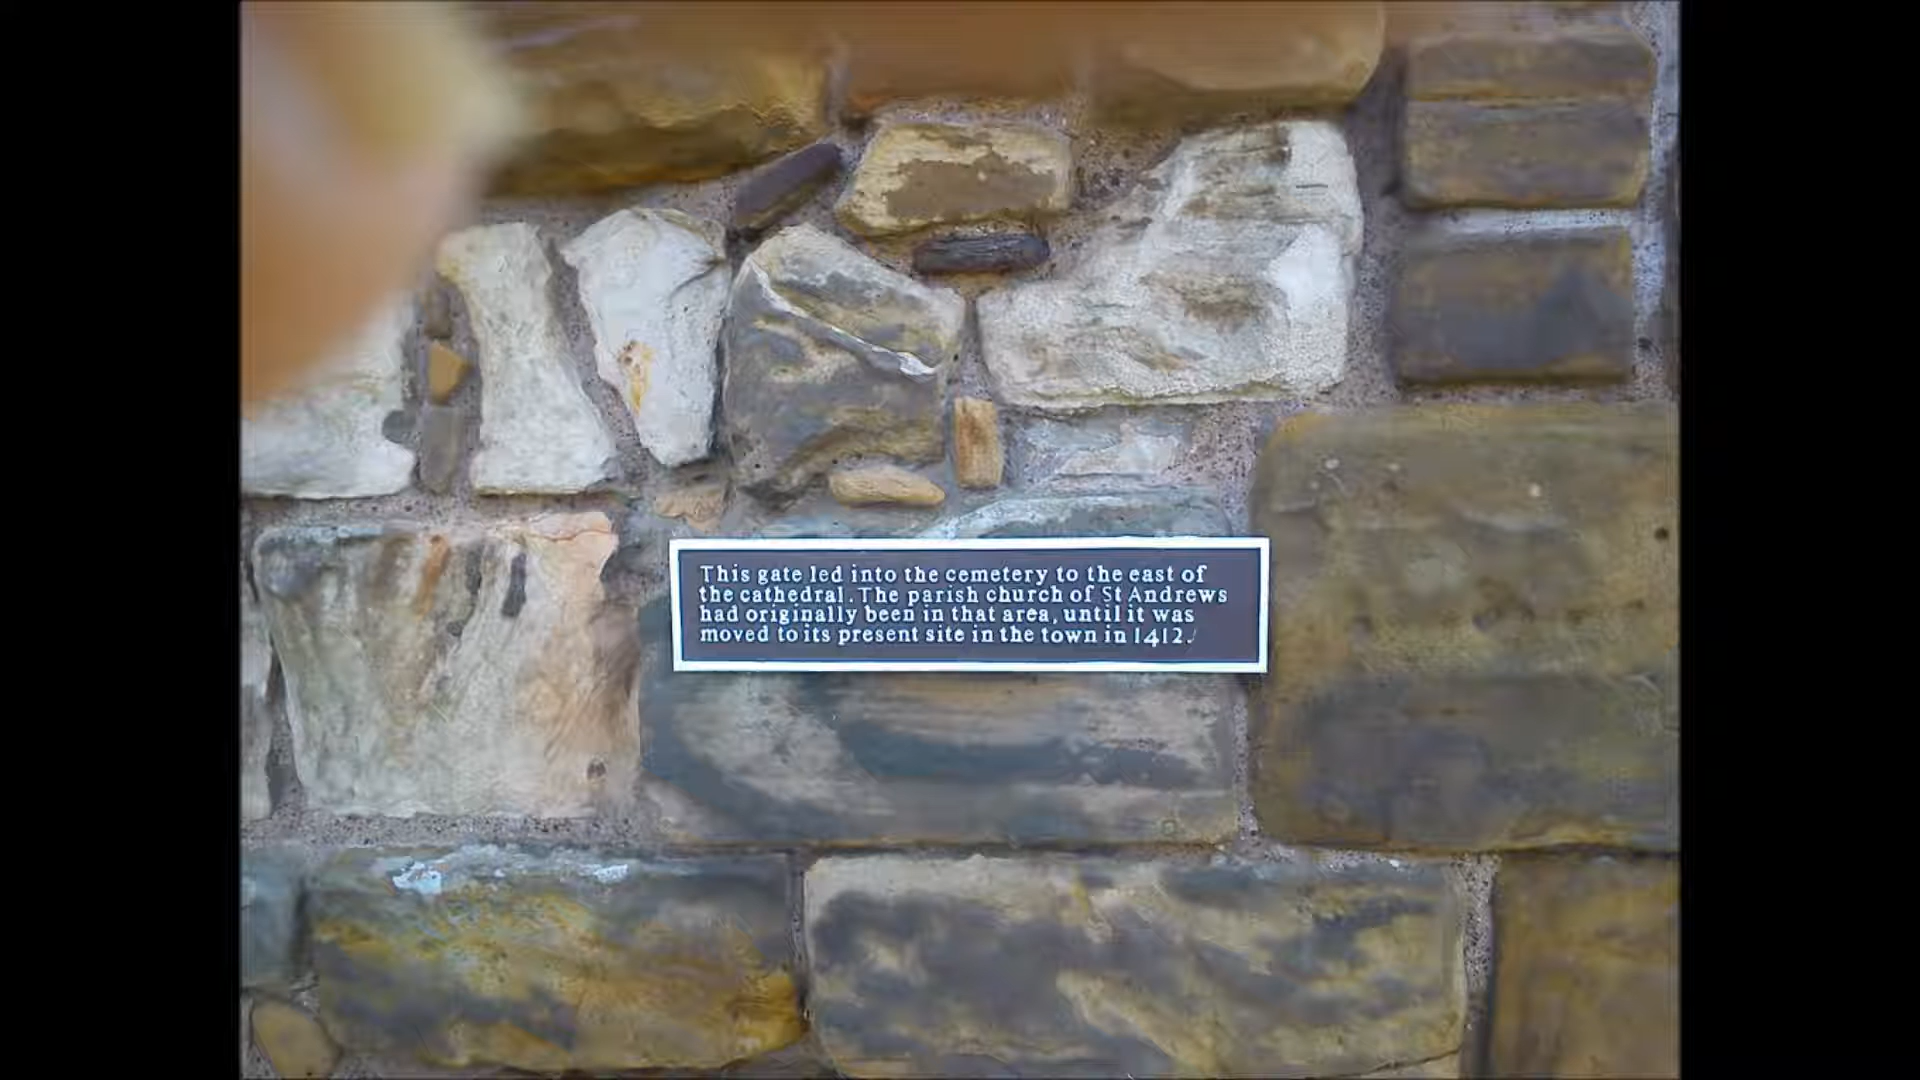 This gate led into the cemetery to the east of
the cathedral. The parish church of St Andrews
had originally been in that area, until it was
moved to its present site in the town in 1412.